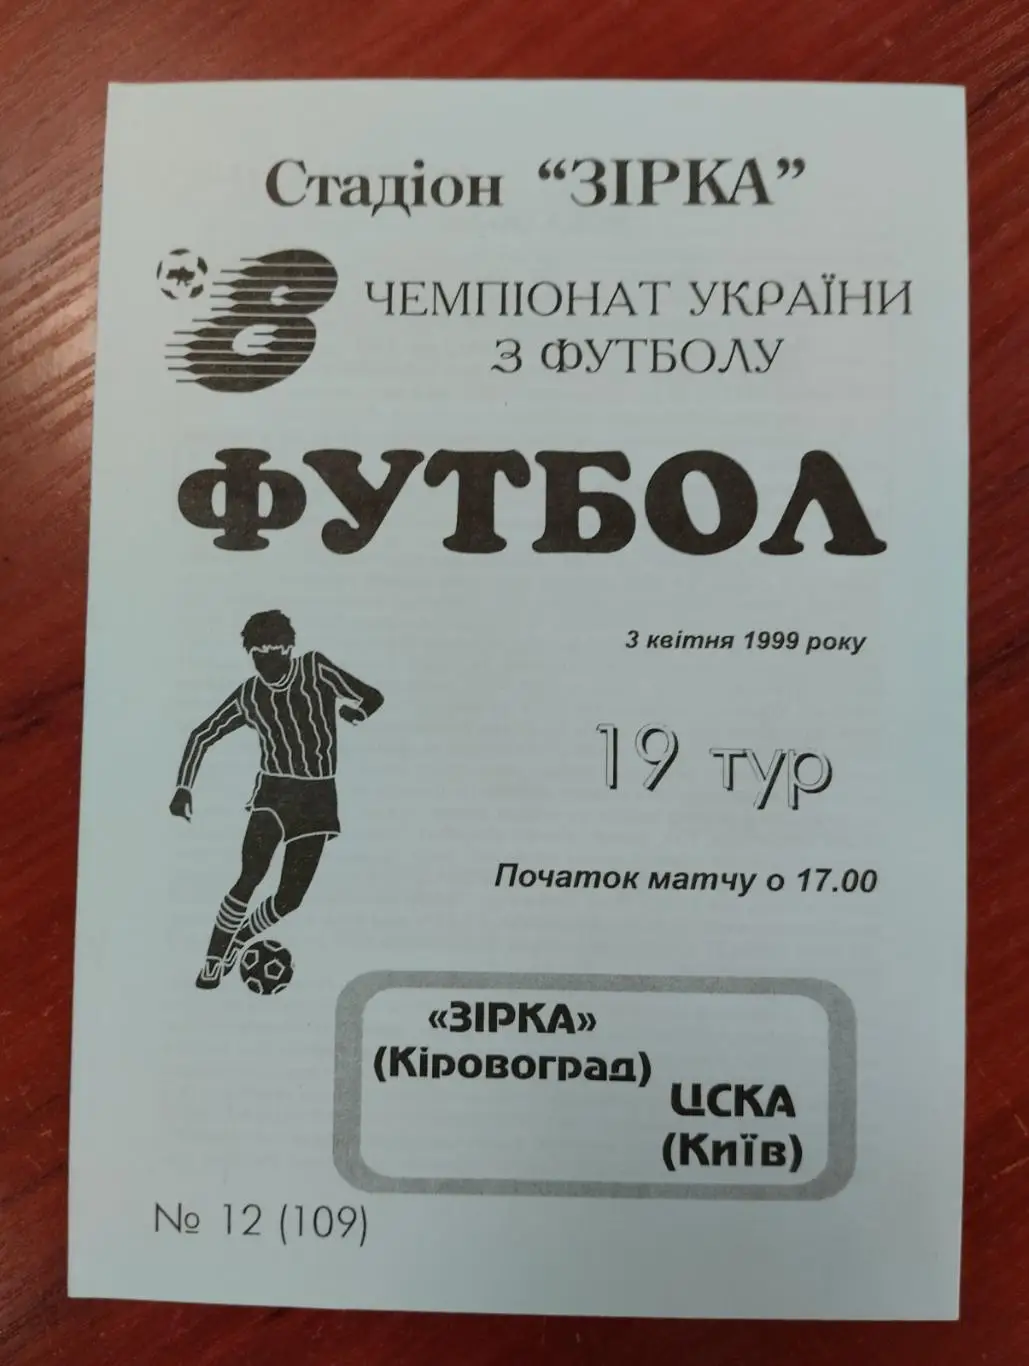 Стадіон “ЗІРКА”
8 ЧЕМПІОНАТ УКРАЇНИ
З ФУТБОЛУ
ФУТБОЛ
3 квітня 1999 року
19 тур
Початок матчу о 17.00
«ЗІРКА»
(Кіровоград)
ЦСКА
(Київ)
№ 12 (109)